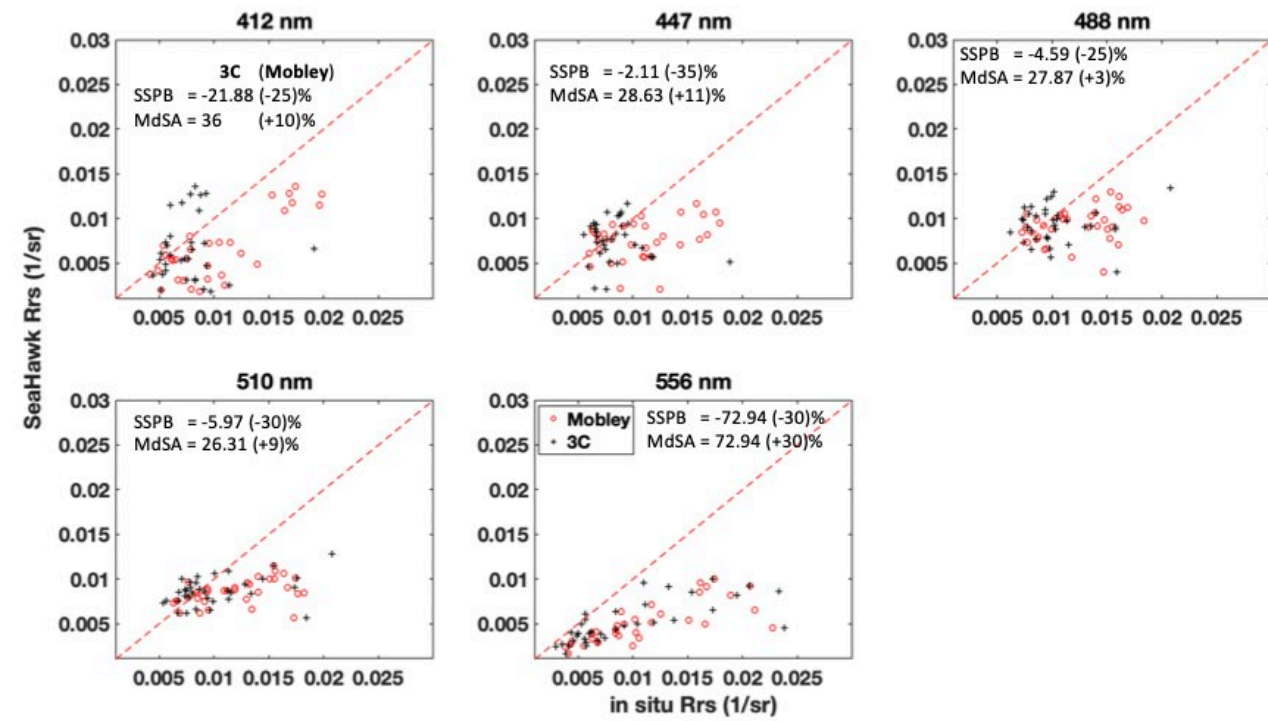 412 nm
447 nm
488 nm
0.03
0.025
0.02
0.015
0.01
0.005
3C (Mobley)
SSPB = -21.88 (-25)%
MdSA = 36 (+10)%
0.005 0.01 0.015 0.02 0.025
0.03
0.025
0.02
0.015
0.01
0.005
SSPB = -2.11 (-35)%
MdSA = 28.63 (+11)%
0.005 0.01 0.015 0.02 0.025
0.03
0.025
0.02
0.015
0.01
0.005
SSPB = -4.59 (-25)%
MdSA = 27.87 (+3)%
0.005 0.01 0.015 0.02 0.025
SeaHawk Rrs (1/sr)
510 nm
556 nm
0.03
0.025
0.02
0.015
0.01
0.005
SSPB = -5.97 (-30)%
MdSA = 26.31 (+9)%
0.005 0.01 0.015 0.02 0.025
0.03
0.025
0.02
0.015
0.01
0.005
Mobley
3C
SSPB = -72.94 (-30)%
MdSA = 72.94 (+30)%
0.005 0.01 0.015 0.02 0.025
in situ Rrs (1/sr)